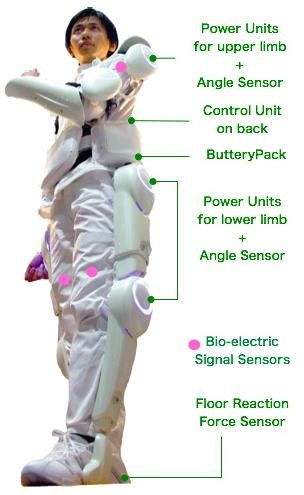 Power Units
for upper limb
+
Angle Sensor
Control Unit
on back
ButteryPack
Power Units
for lower limb
+
Angle Sensor
Bio-electric
Signal Sensors
Floor Reaction
Force Sensor